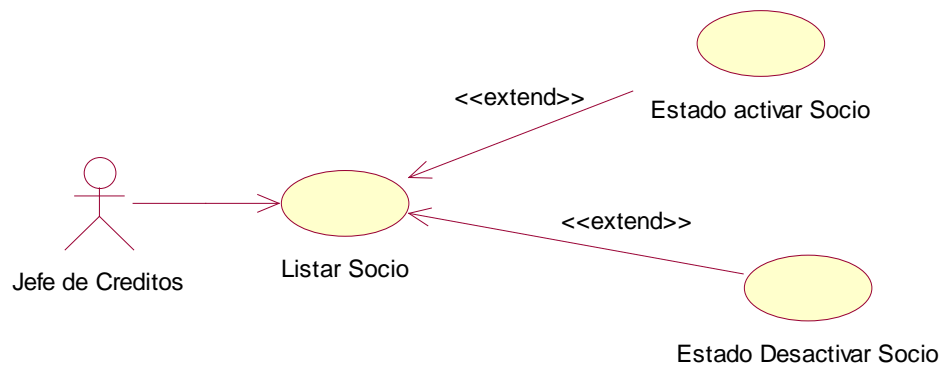 <<extend>>
Estado activar Socio
<<extend>>
Jefe de Creditos
Listar Socio
Estado Desactivar Socio